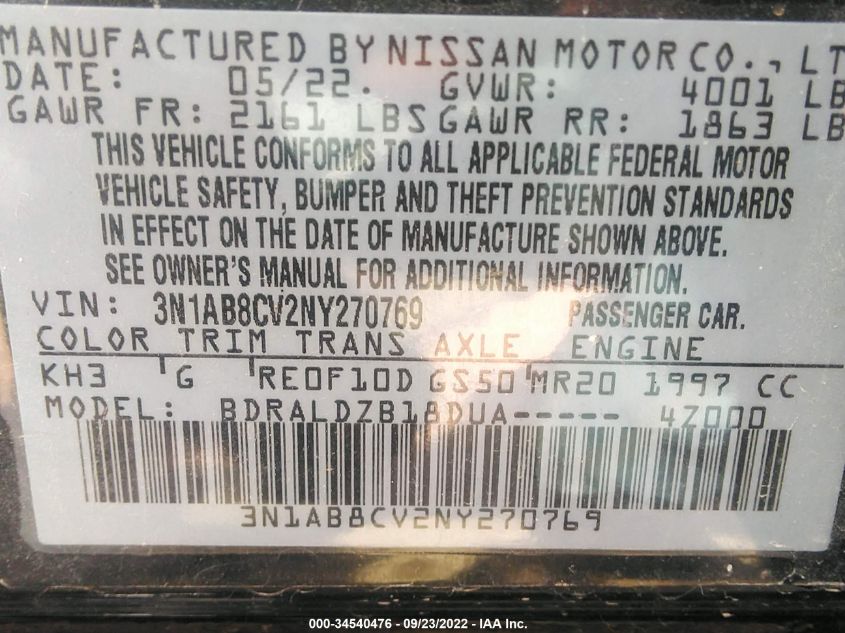 MANUFACTURED BY NISSAN MOTOR CO., LT
DATE: 05/22. GVWR: 4001 LB
GAWR FR: 2161 LBS GAWR RR: 1863 LB
THIS VEHICLE CONFORMS TO ALL APPLICABLE FEDERAL MOTOR
VEHICLE SAFETY, BUMPER AND THEFT PREVENTION STANDARDS
IN EFFECT ON THE DATE OF MANUFACTURE SHOWN ABOVE.
SEE OWNER'S MANUAL FOR ADDITIONAL INFORMATION.
VIN: 3N1AB8CV2NY270769 PASSENGER CAR.
COLOR TRIM TRANS AXLE ENGINE
KH3 ' G ' RE0F10D GS50 ' MR20 1997 CC
MODEL: BDRALDZB18DUA----- 4Z000
3N1AB8CV2NY270769
000-34540476 / 09/23/2022 - IAA Inc.